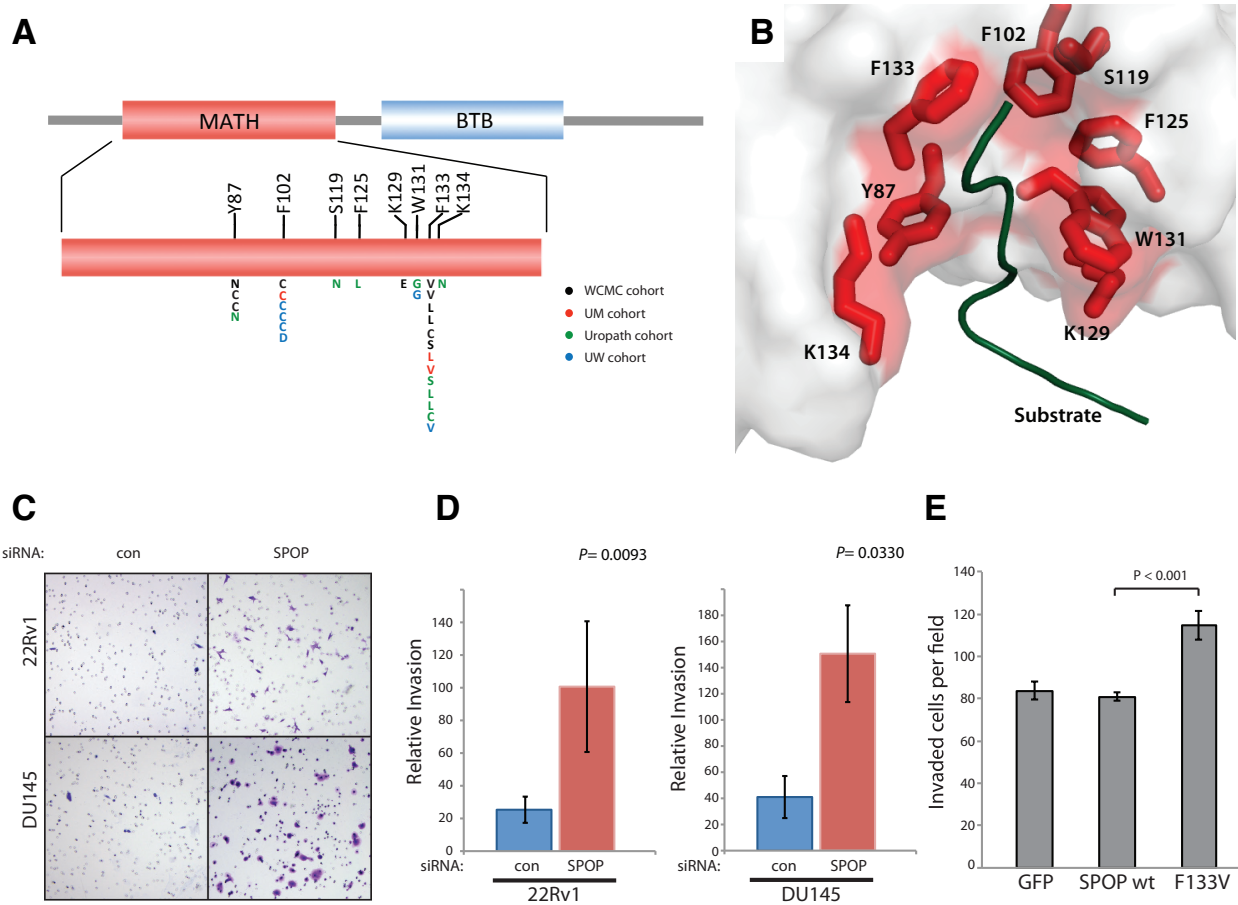 A
MATH
BTB
Y87
F102
S119
F125
K129
W131
F133
K134
N
C
C
N
C
C
C
C
C
D
N
L
E
G
G
V
V
L
L
C
S
L
V
S
L
L
C
V
N
WCMC cohort
UM cohort
Uropath cohort
UW cohort
B
F102
F133
S119
F125
Y87
W131
K134
K129
Substrate
C
siRNA: con SPOP
22Rv1
DU145
D
P= 0.0093
Relative Invasion
140
120
100
80
60
40
20
0
siRNA: con SPOP
22Rv1
P= 0.0330
Relative Invasion
200
180
160
140
120
100
80
60
40
20
0
siRNA: con SPOP
DU145
E
P < 0.001
Invaded cells per field
140
120
100
80
60
40
20
0
GFP SPOP wt F133V